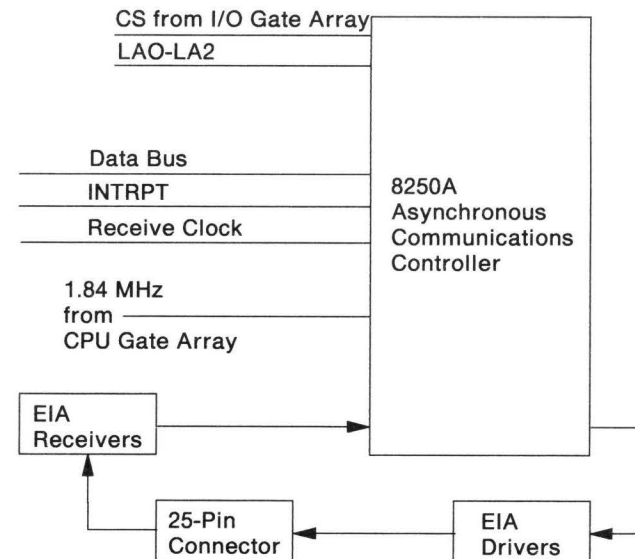 CS from I/O Gate Array
LAO-LA2
Data Bus
INTRPT
Receive Clock
8250A
Asynchronous
Communications
Controller
1.84 MHz
from
CPU Gate Array
EIA
Receivers
25-Pin
Connector
EIA
Drivers